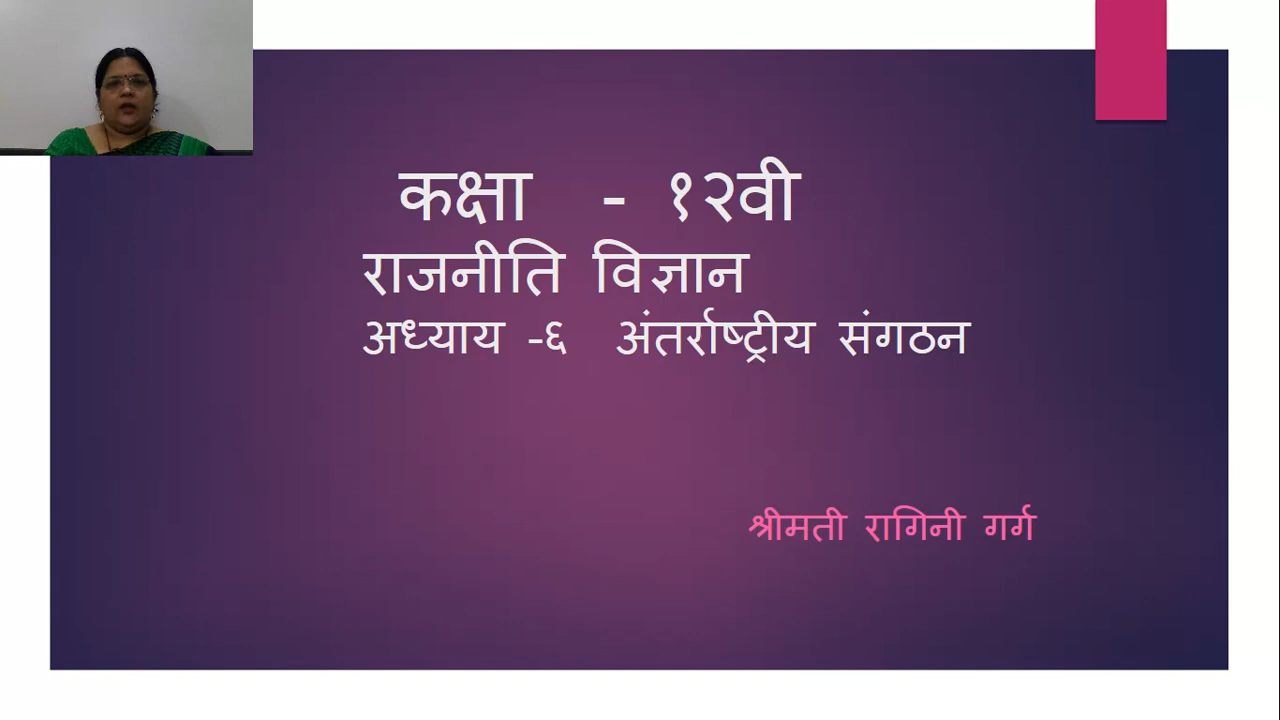 कक्षा - १२वी
राजनीति विज्ञान
अध्याय -६ अंतर्राष्ट्रीय संगठन
श्रीमती रागिनी गर्ग